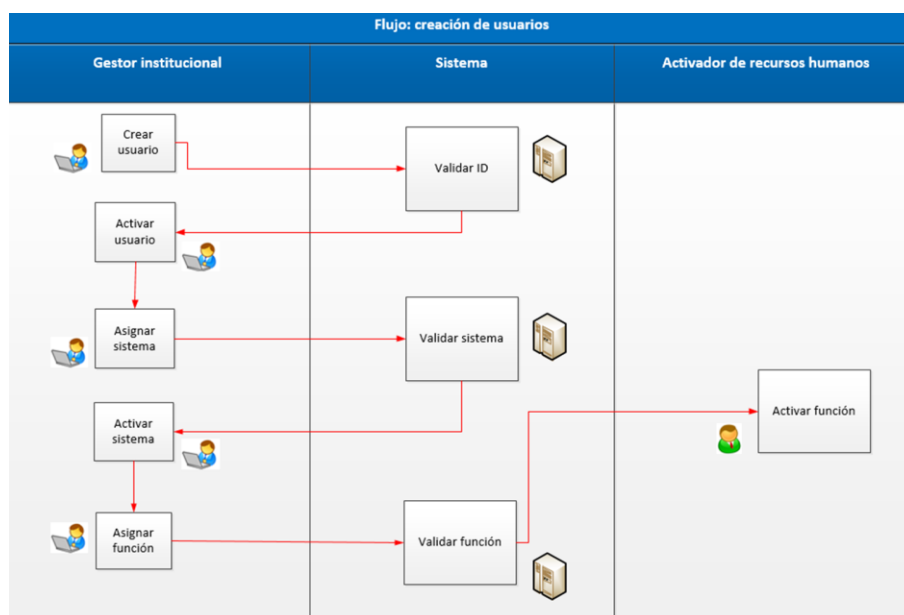 Flujo: creación de usuarios
Gestor institucional
Sistema
Activador de recursos humanos
Crear
usuario
Validar ID
Activar
usuario
Asignar
sistema
Validar sistema
Activar función
Activar
sistema
Asignar
función
Validar función